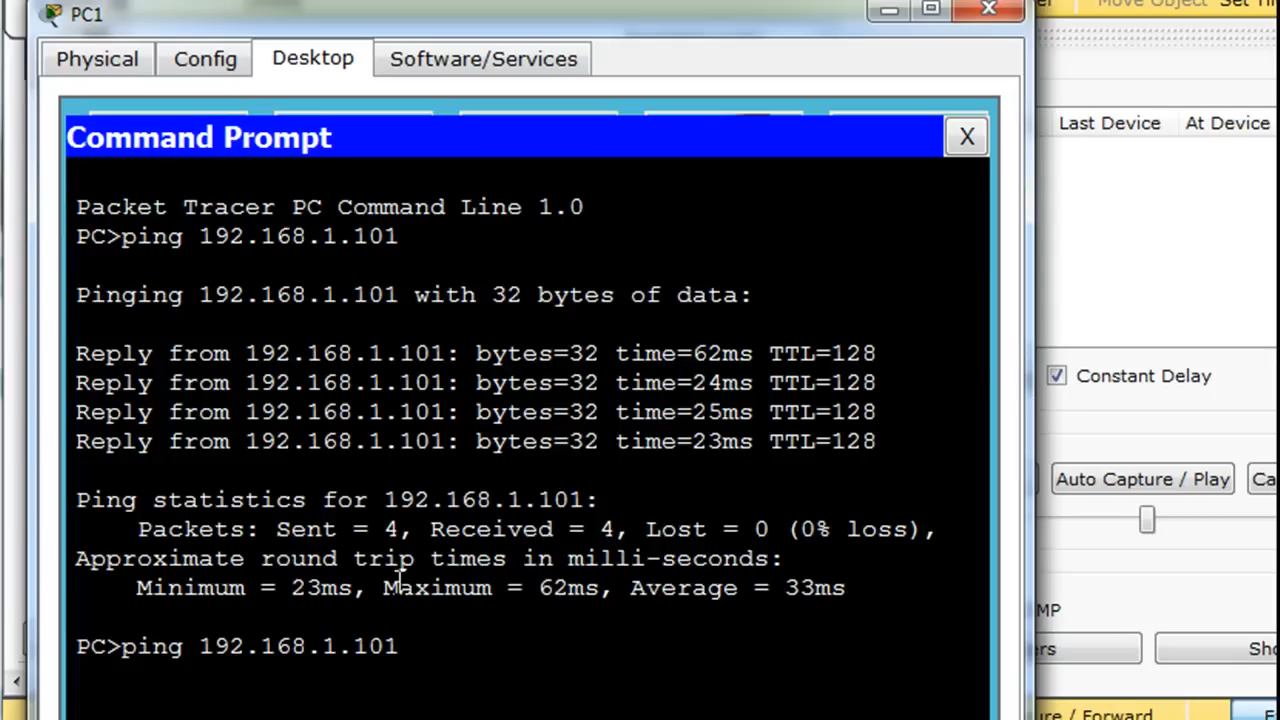 PC1
Move Object
Physical
Config
Desktop
Software/Services
Command Prompt
X
Packet Tracer PC Command Line 1.0
PC>ping 192.168.1.101
Pinging 192.168.1.101 with 32 bytes of data:
Reply from 192.168.1.101: bytes=32 time=62ms TTL=128
Reply from 192.168.1.101: bytes=32 time=24ms TTL=128
Reply from 192.168.1.101: bytes=32 time=25ms TTL=128
Reply from 192.168.1.101: bytes=32 time=23ms TTL=128
Ping statistics for 192.168.1.101:
Packets: Sent = 4, Received = 4, Lost = 0 (0% loss),
Approximate round trip times in milli-seconds:
Minimum = 23ms, Maximum = 62ms, Average = 33ms
PC>ping 192.168.1.101
Last Device At Device
Constant Delay
Auto Capture / Play